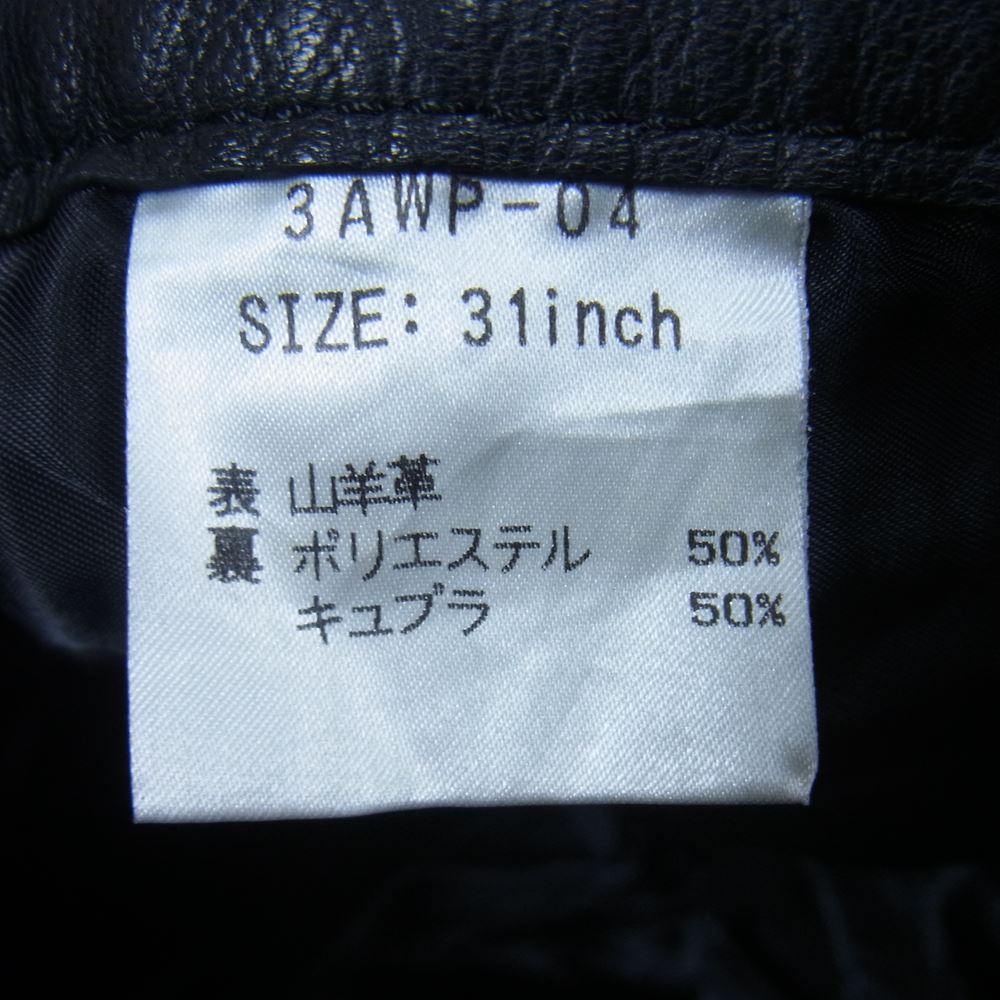 3AWP-04
SIZE: 31inch
表 山羊革
裏 ポリエステル 50%
キュプラ 50%